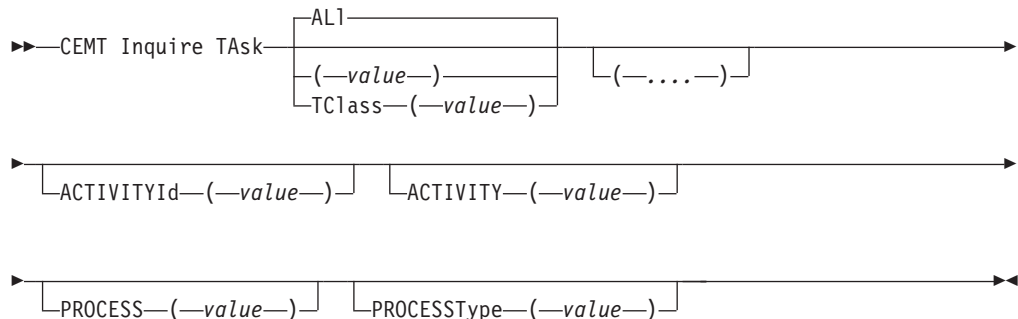 ALl
CEMT Inquire TAsk
(value)
(....)
TClass (value)
ACTIVITYId (value) ACTIVITY (value)
PROCESS (value) PROCESSType (value)